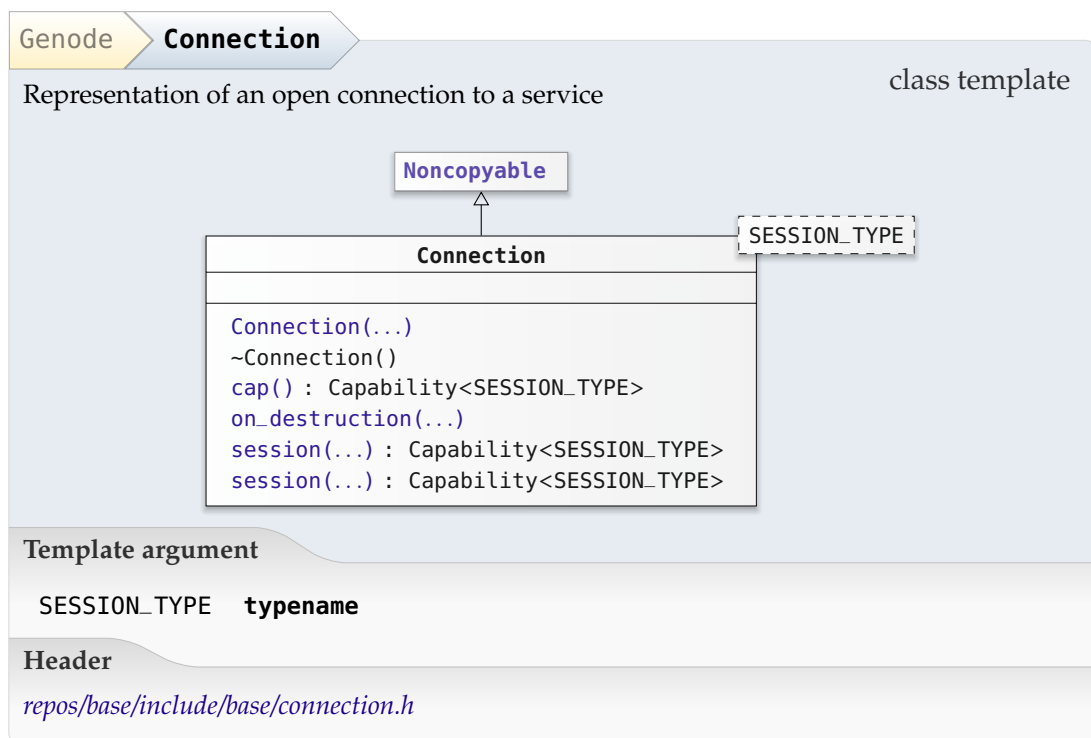 Genode Connection
class template
Representation of an open connection to a service
Noncopyable
SESSION_TYPE
Connection
Connection(...)
~Connection()
cap() : Capability<SESSION_TYPE>
on_destruction(...)
session(...) : Capability<SESSION_TYPE>
session(...) : Capability<SESSION_TYPE>
Template argument
SESSION_TYPE typename
Header
repos/base/include/base/connection.h